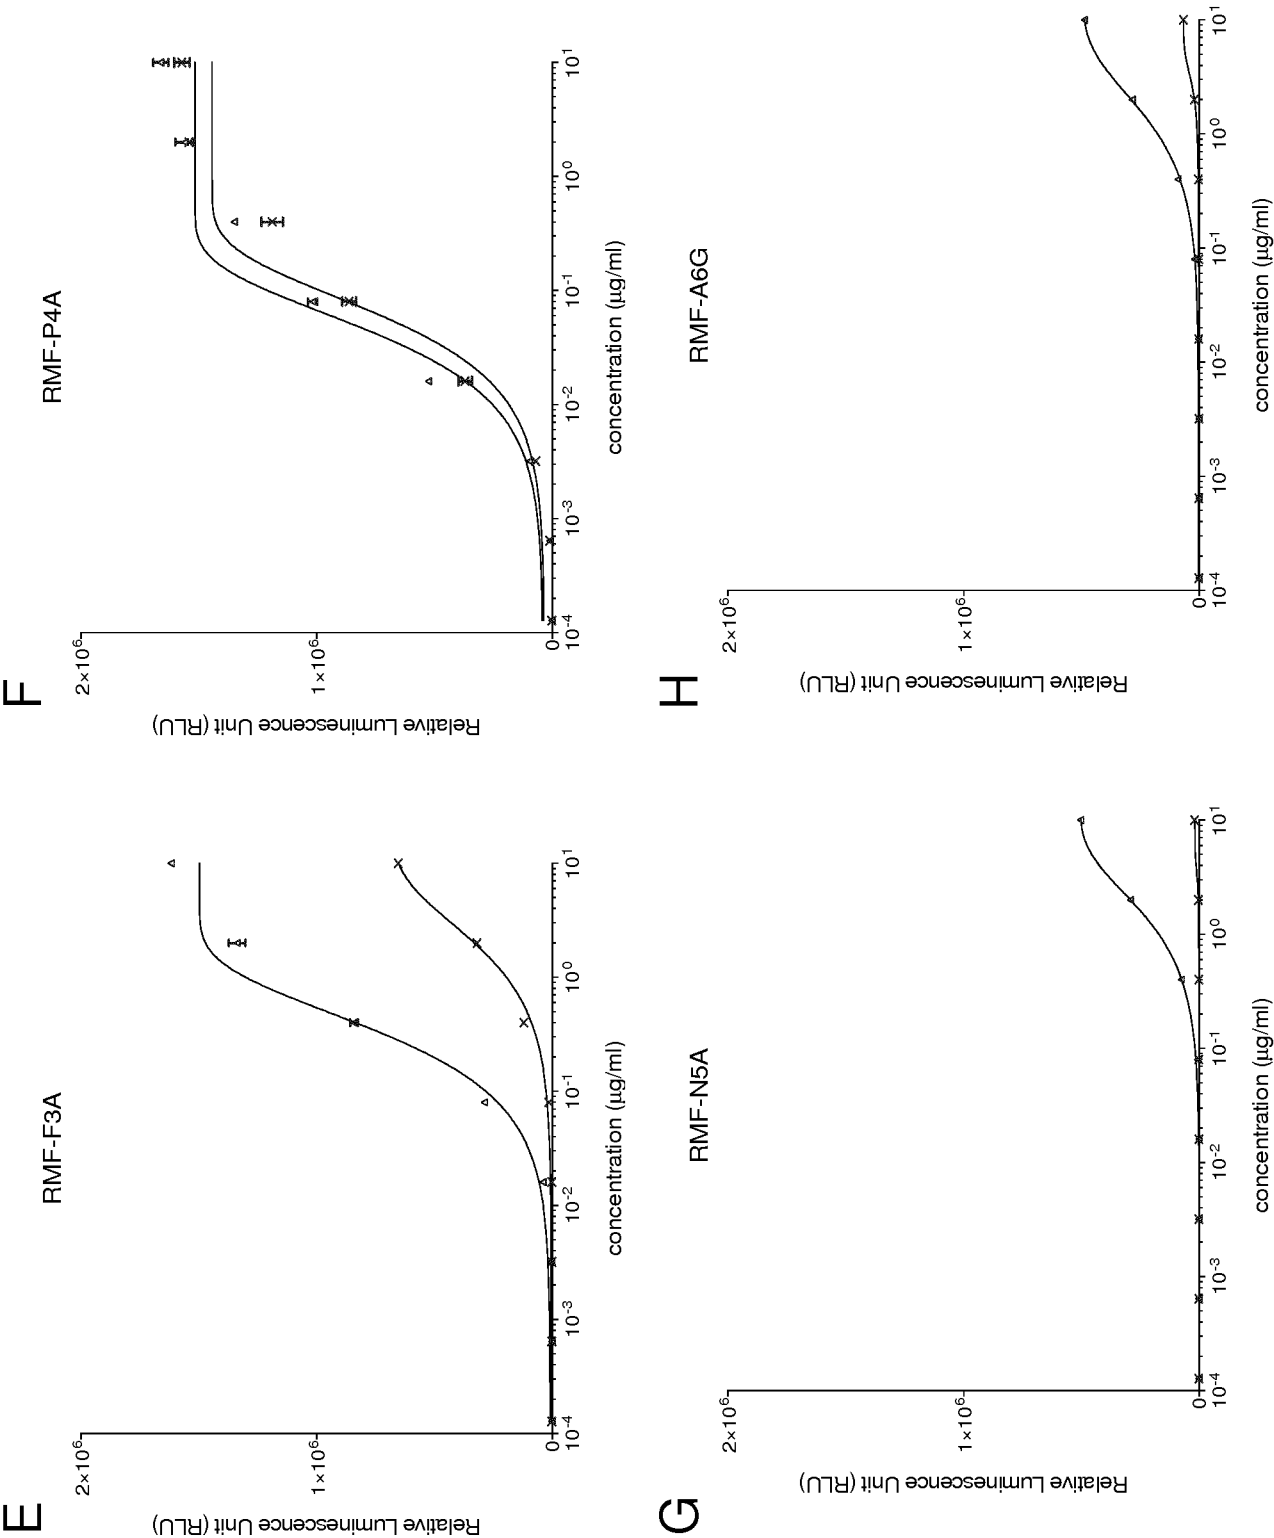 E
RMF-F3A
Relative Luminescence Unit (RLU)
2×10⁶
1×10⁶
0
10⁻⁴
10⁻³
10⁻²
10⁻¹
10⁰
10¹
concentration (µg/ml)
F
RMF-P4A
Relative Luminescence Unit (RLU)
2×10⁶
1×10⁶
0
10⁻⁴
10⁻³
10⁻²
10⁻¹
10⁰
10¹
concentration (µg/ml)
G
RMF-N5A
Relative Luminescence Unit (RLU)
2×10⁶
1×10⁶
0
10⁻⁴
10⁻³
10⁻²
10⁻¹
10⁰
10¹
concentration (µg/ml)
H
RMF-A6G
Relative Luminescence Unit (RLU)
2×10⁶
1×10⁶
0
10⁻⁴
10⁻³
10⁻²
10⁻¹
10⁰
10¹
concentration (µg/ml)